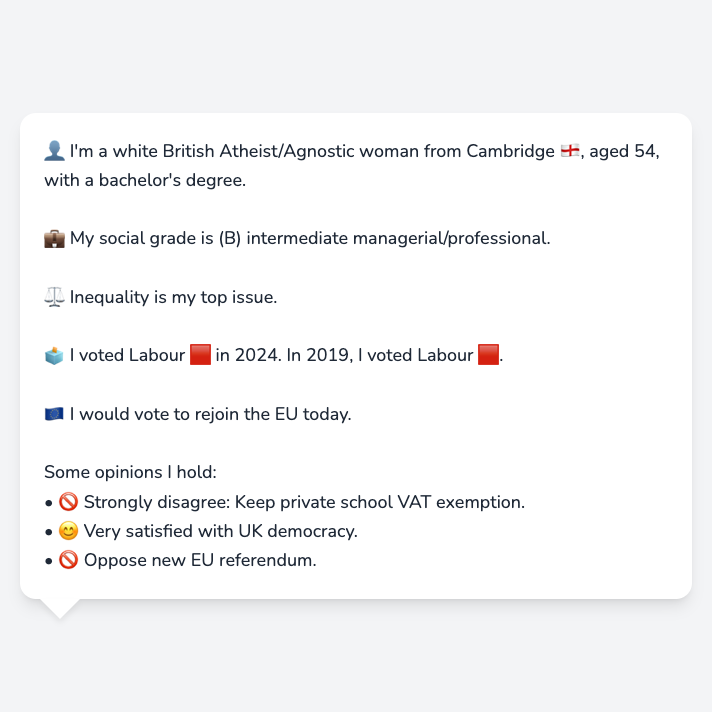 👤 I'm a white British Atheist/Agnostic woman from Cambridge 🏴󠁧󠁢󠁥󠁮󠁧󠁿, aged 54,
with a bachelor's degree.
💼 My social grade is (B) intermediate managerial/professional.
⚖️ Inequality is my top issue.
🗳️ I voted Labour 🟥 in 2024. In 2019, I voted Labour 🟥.
🇪🇺 I would vote to rejoin the EU today.
Some opinions I hold:
• 🚫 Strongly disagree: Keep private school VAT exemption.
• 😊 Very satisfied with UK democracy.
• 🚫 Oppose new EU referendum.